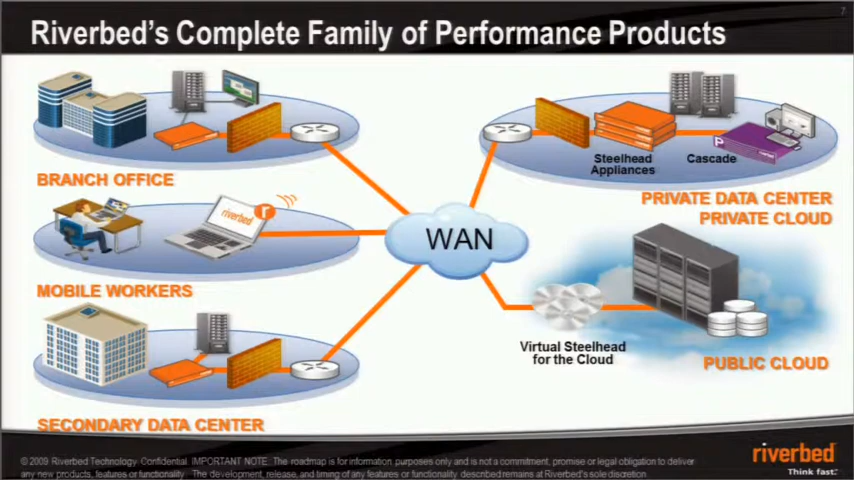 7
Riverbed's Complete Family of Performance Products
BRANCH OFFICE
Steelhead
Appliances
Cascade
P
PRIVATE DATA CENTER
PRIVATE CLOUD
riverbed
r
WAN
MOBILE WORKERS
Virtual Steelhead
for the Cloud
PUBLIC CLOUD
SECONDARY DATA CENTER
© 2009 Riverbed Technology Confidential. IMPORTANT NOTE: The roadmap is for information, purposes only and is not a commitment, promise or legal obligation to deliver
any new products, features or functionality. The development, release, and timing of any features or functionality described remains at Riverbed's sole discretion.
riverbed
Think fast.™